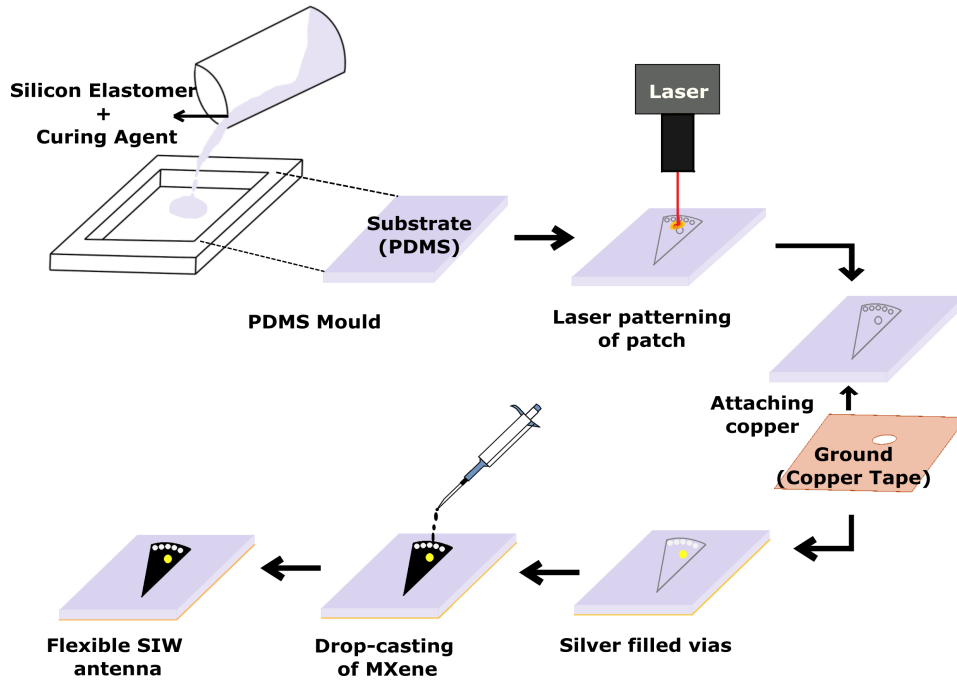 Silicon Elastomer
+
Curing Agent
Laser
Substrate
(PDMS)
PDMS Mould
Laser patterning
of patch
Attaching
copper
Ground
(Copper Tape)
Flexible SIW
antenna
Drop-casting
of MXene
Silver filled vias